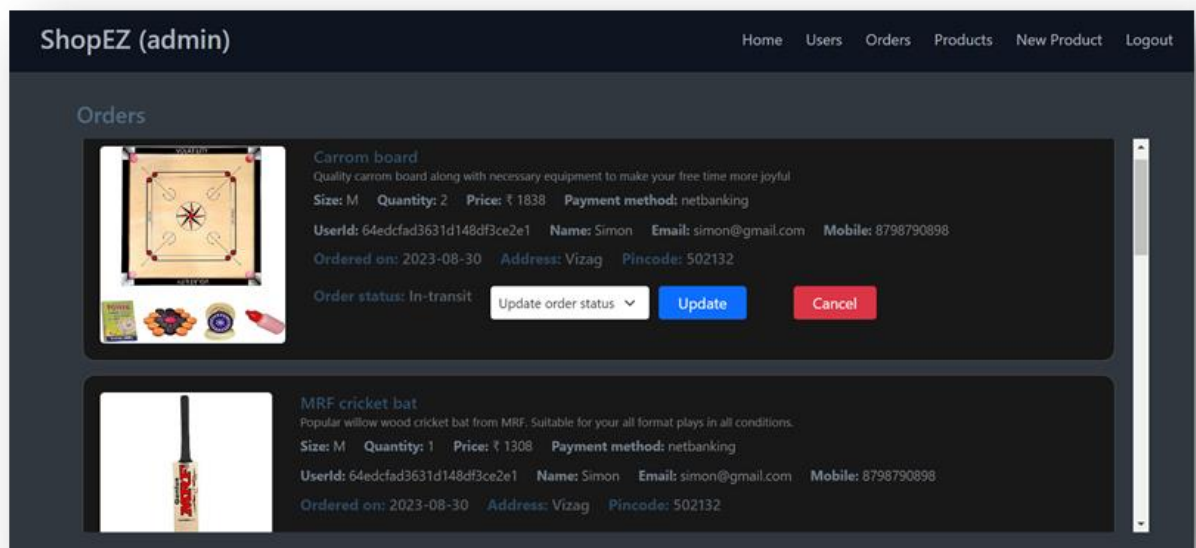 ShopEZ (admin)
Home Users Orders Products New Product Logout
Orders
Carrom board
Quality carrom board along with necessary equipment to make your free time more joyful
Size: M Quantity: 2 Price: ₹ 1838 Payment method: netbanking
UserId: 64edcfad3631d148df3ce2e1 Name: Simon Email: simon@gmail.com Mobile: 8798790898
Ordered on: 2023-08-30 Address: Vizag Pincode: 502132
Order status: In-transit Update order status Update Cancel
MRF cricket bat
Popular willow wood cricket bat from MRF. Suitable for your all format plays in all conditions.
Size: M Quantity: 1 Price: ₹ 1308 Payment method: netbanking
UserId: 64edcfad3631d148df3ce2e1 Name: Simon Email: simon@gmail.com Mobile: 8798790898
Ordered on: 2023-08-30 Address: Vizag Pincode: 502132
MRF